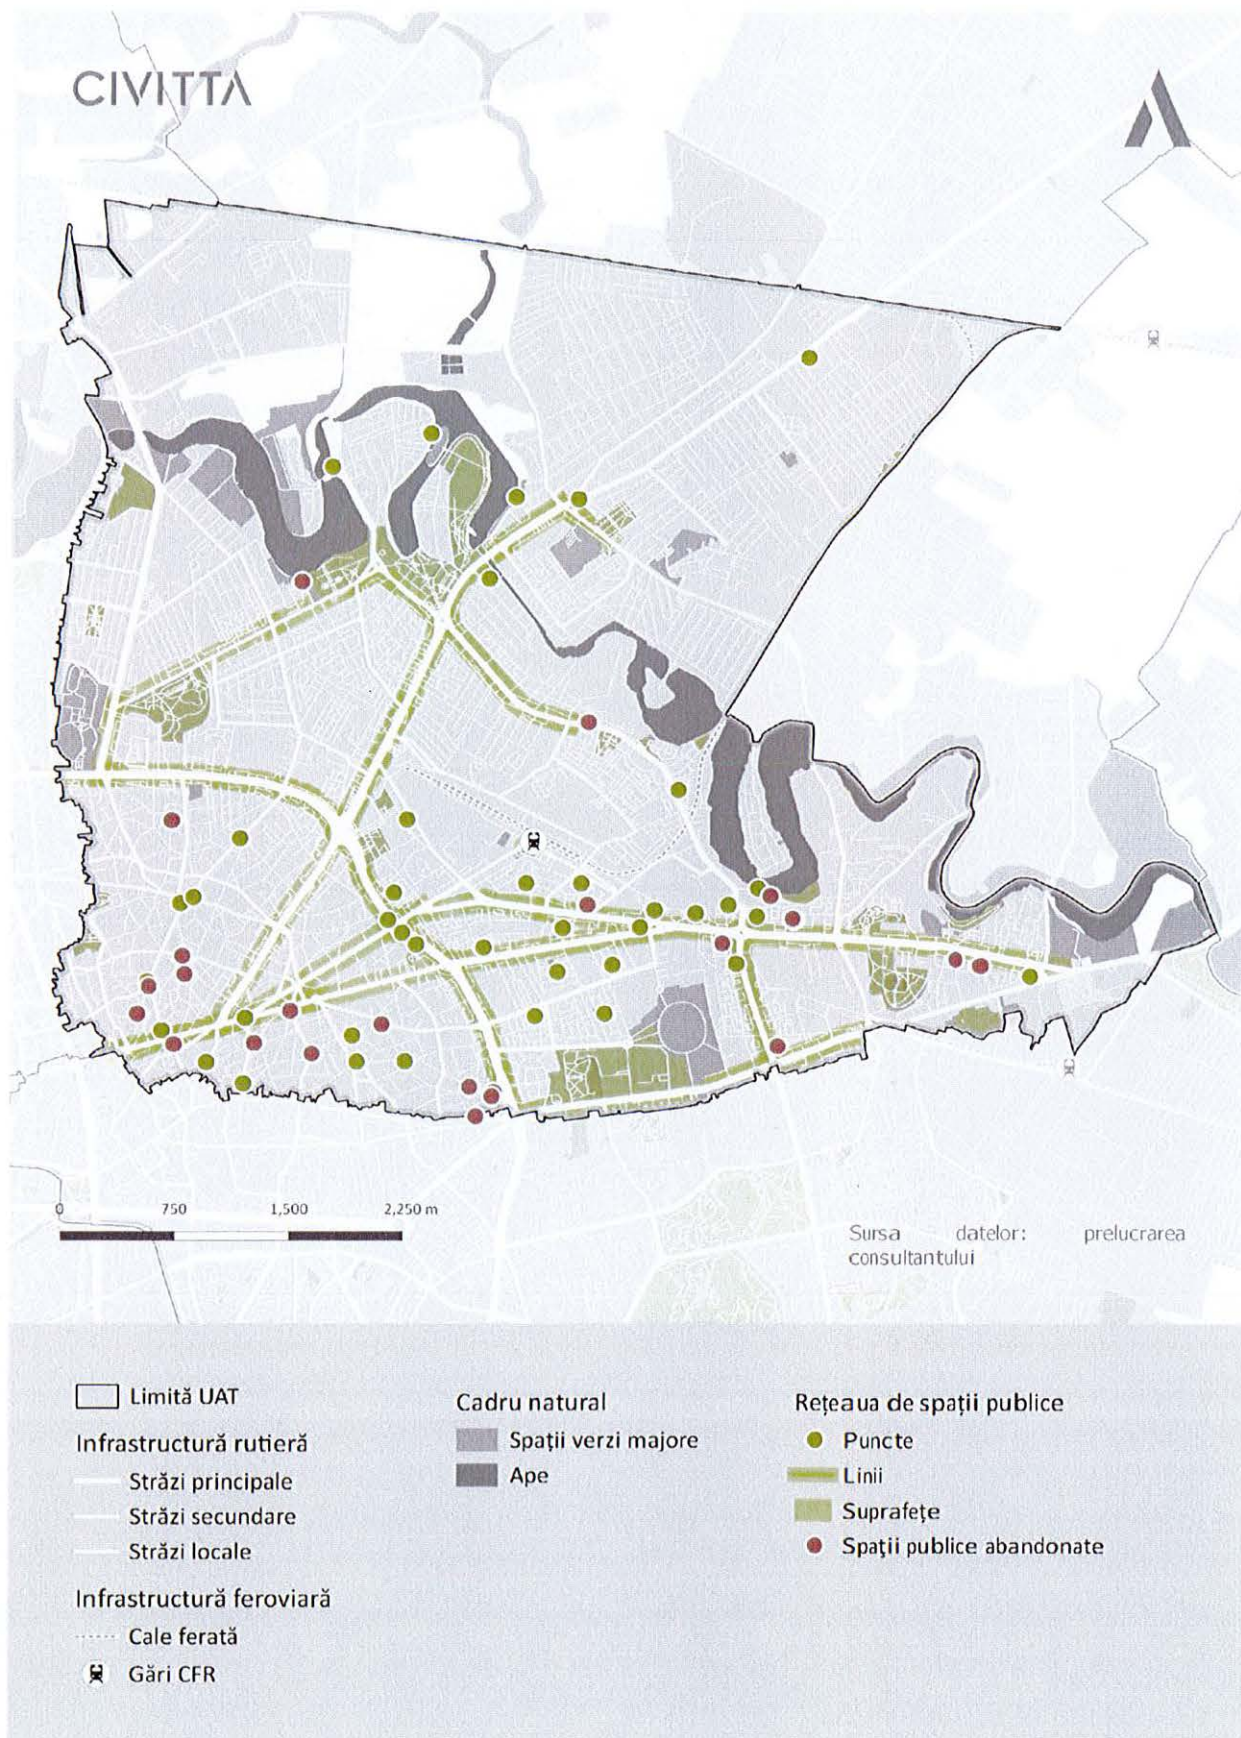 CIVITTA
0 750 1,500 2,250 m
Sursa datelor: prelucrarea
consultantului
Limită UAT
Infrastructură rutieră
Străzi principale
Străzi secundare
Străzi locale
Infrastructură feroviară
Cale ferată
Gări CFR
Cadru natural
Spații verzi majore
Ape
Rețeaua de spații publice
Puncte
Linii
Suprafețe
Spații publice abandonate